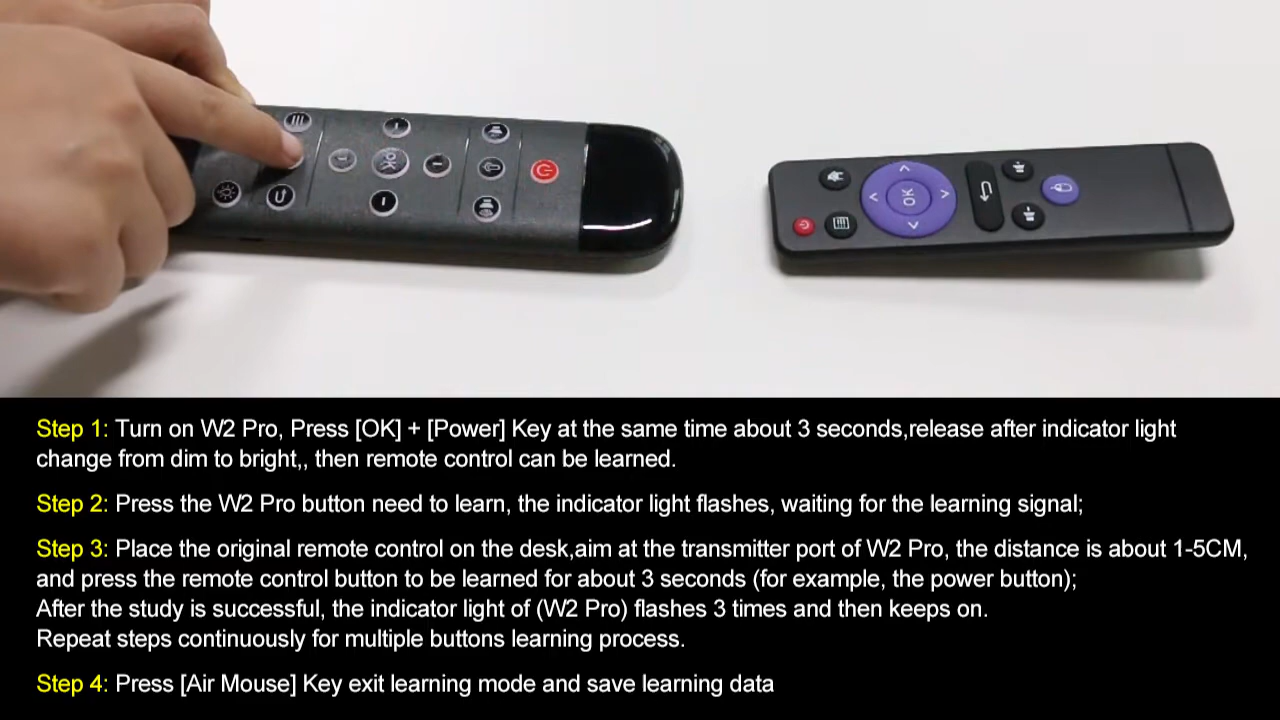 OK
OK
Step 1: Turn on W2 Pro, Press [OK] + [Power] Key at the same time about 3 seconds,release after indicator light
change from dim to bright,, then remote control can be learned.
Step 2: Press the W2 Pro button need to learn, the indicator light flashes, waiting for the learning signal;
Step 3: Place the original remote control on the desk,aim at the transmitter port of W2 Pro, the distance is about 1-5CM,
and press the remote control button to be learned for about 3 seconds (for example, the power button);
After the study is successful, the indicator light of (W2 Pro) flashes 3 times and then keeps on.
Repeat steps continuously for multiple buttons learning process.
Step 4: Press [Air Mouse] Key exit learning mode and save learning data